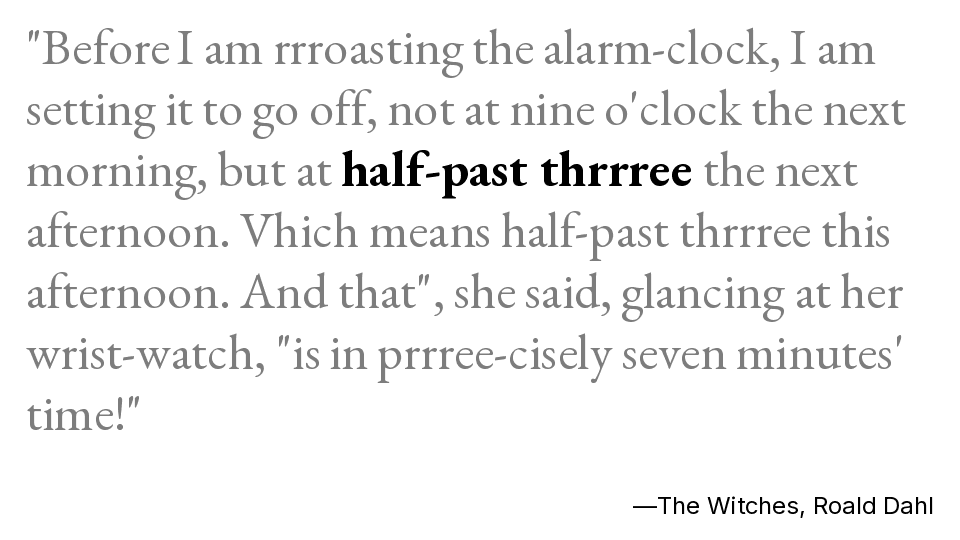 "Before I am rrroasting the alarm-clock, I am
setting it to go off, not at nine o'clock the next
morning, but at half-past thrrree the next
afternoon. Vhich means half-past thrrree this
afternoon. And that", she said, glancing at her
wrist-watch, "is in prrree-cisely seven minutes'
time!"
—The Witches, Roald Dahl